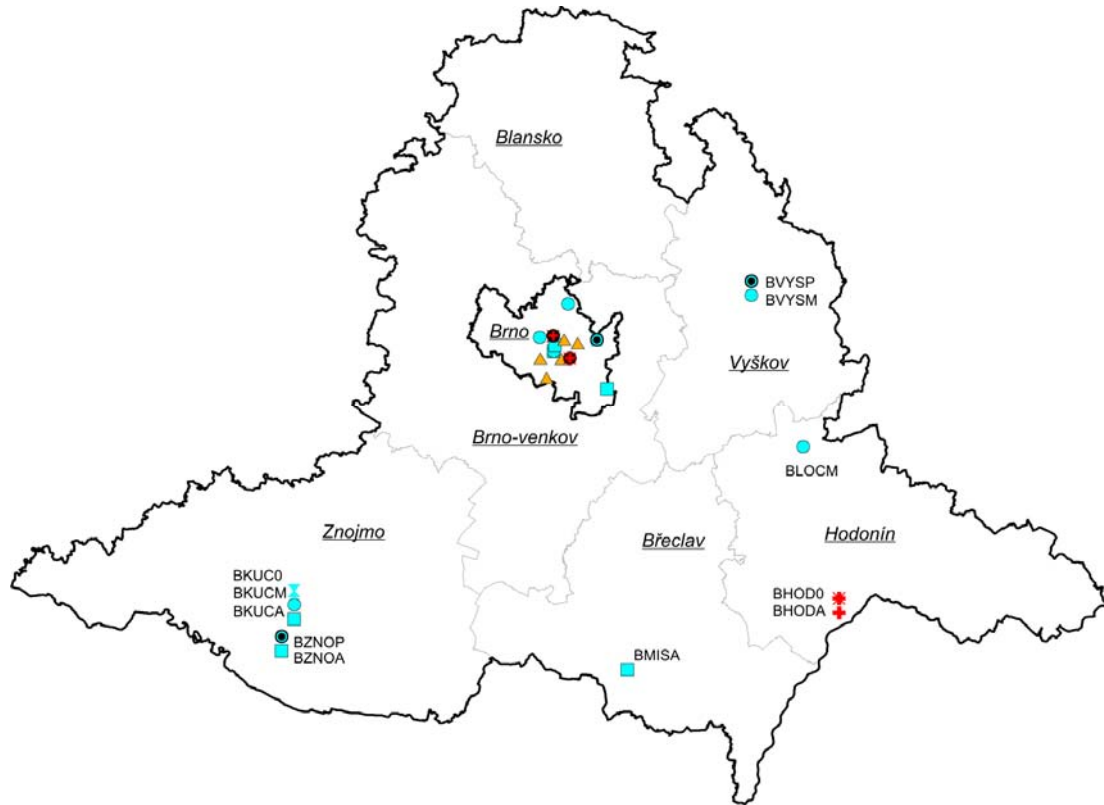 Blansko
BVYSP
BVYSM
Brno
Vyškov
Brno-venkov
BLOCM
Znojmo
Břeclav
Hodonín
BKUC0
BKUCM
BKUCA
BHOD0
BHODA
BZNOP
BZNOA
BMISA